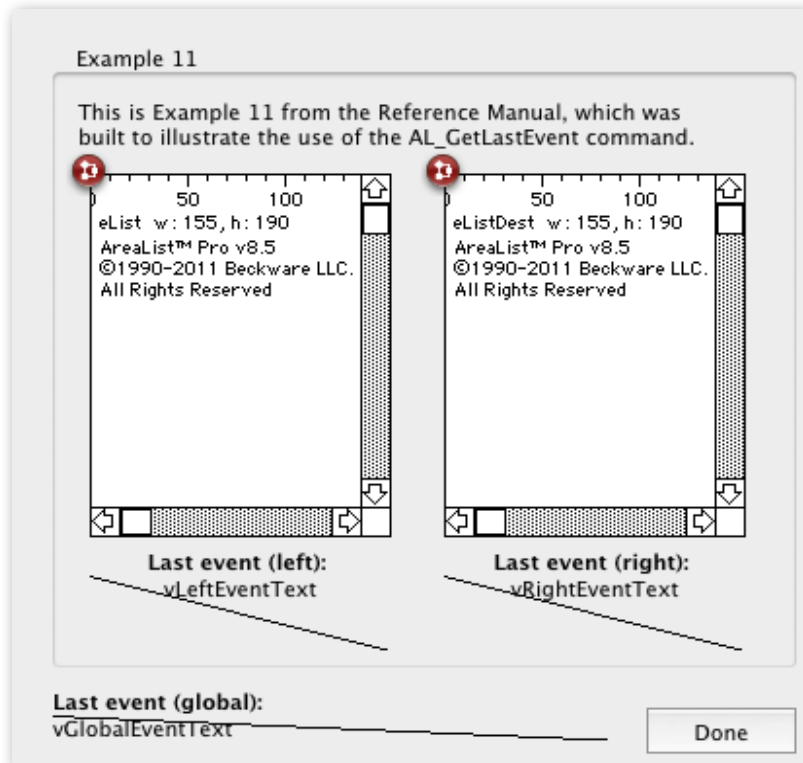 Example 11
This is Example 11 from the Reference Manual, which was
built to illustrate the use of the AL_GetLastEvent command.
0 50 100
eList w: 155, h: 190
AreaList™ Pro v8.5
©1990-2011 Beckware LLC.
All Rights Reserved
0 50 100
eListDest w: 155, h: 190
AreaList™ Pro v8.5
©1990-2011 Beckware LLC.
All Rights Reserved
Last event (left):
vLeftEventText
Last event (right):
vRightEventText
Last event (global):
vGlobalEventText
Done